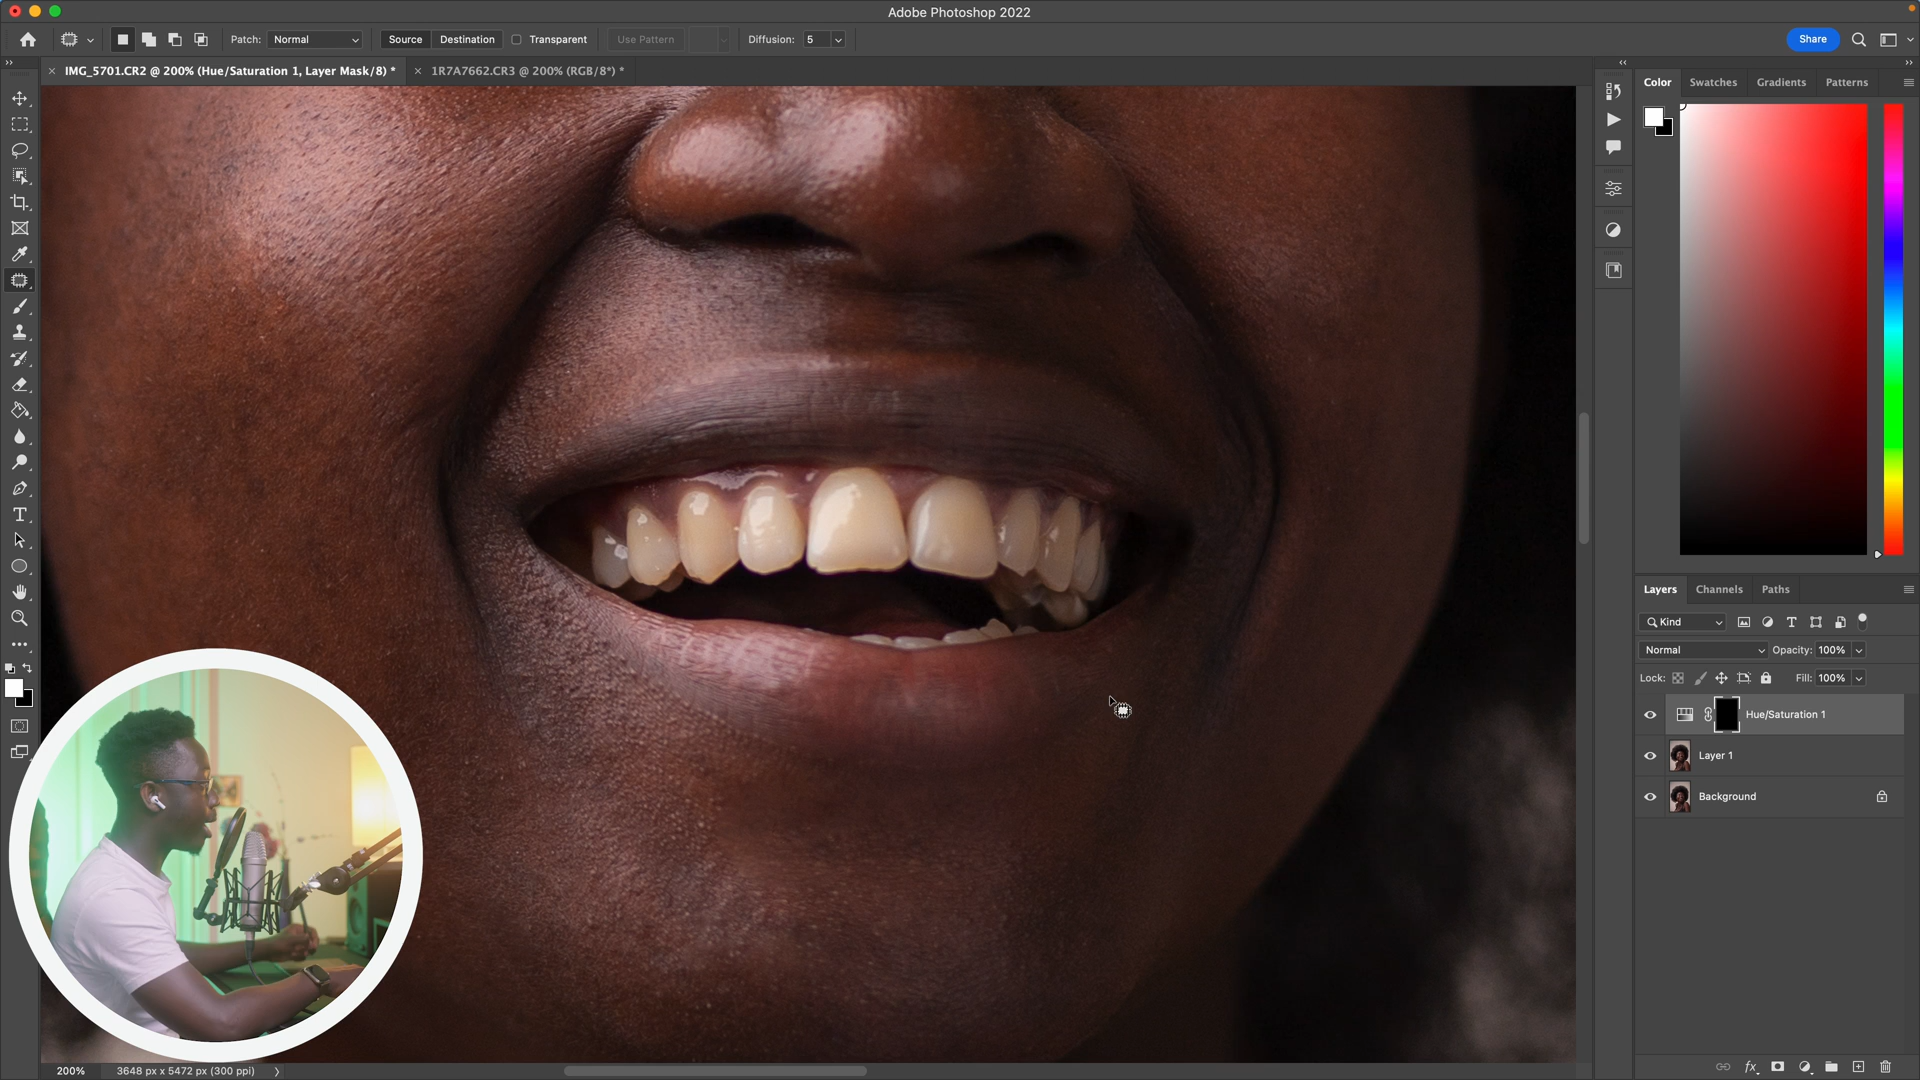 Adobe Photoshop 2022
Patch: Normal Source Destination Transparent Use Pattern Diffusion: 5 Share
IMG_5701.CR2 @ 200% (Hue/Saturation 1, Layer Mask/8) * 1R7A7662.CR3 @ 200% (RGB/8*) *
Color Swatches Gradients Patterns
Layers Channels Paths
Kind
Normal Opacity: 100%
Lock: Fill: 100%
Hue/Saturation 1
Layer 1
Background
200% 3648 px x 5472 px (300 ppi)